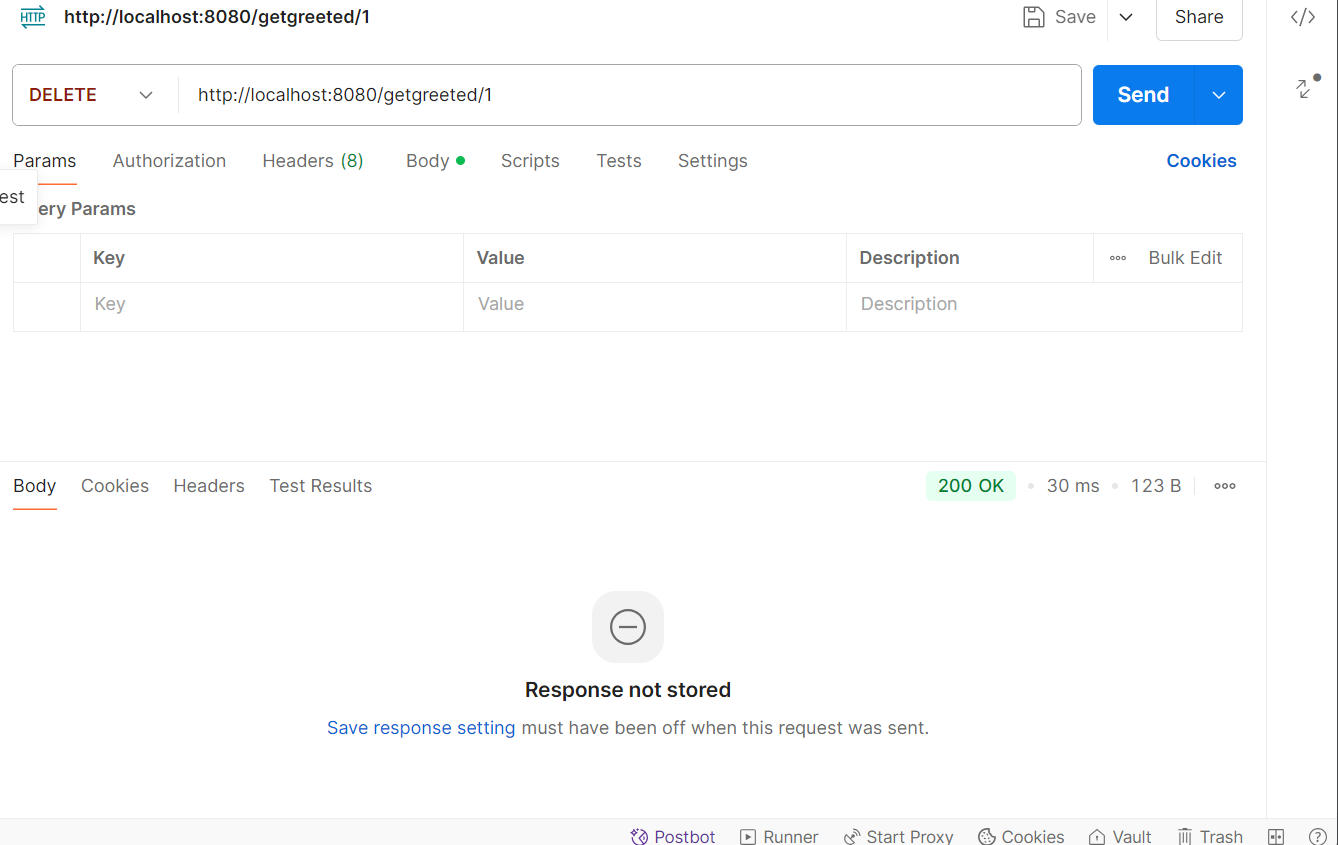 HTTP http://localhost:8080/getgreeted/1 Save Share </>
DELETE http://localhost:8080/getgreeted/1 Send
Params Authorization Headers (8) Body Scripts Tests Settings Cookies
est
ery Params
Key Value Description Bulk Edit
Key Value Description
Body Cookies Headers Test Results 200 OK 30 ms 123 B
Response not stored
Save response setting must have been off when this request was sent.
Postbot Runner Start Proxy Cookies Vault Trash